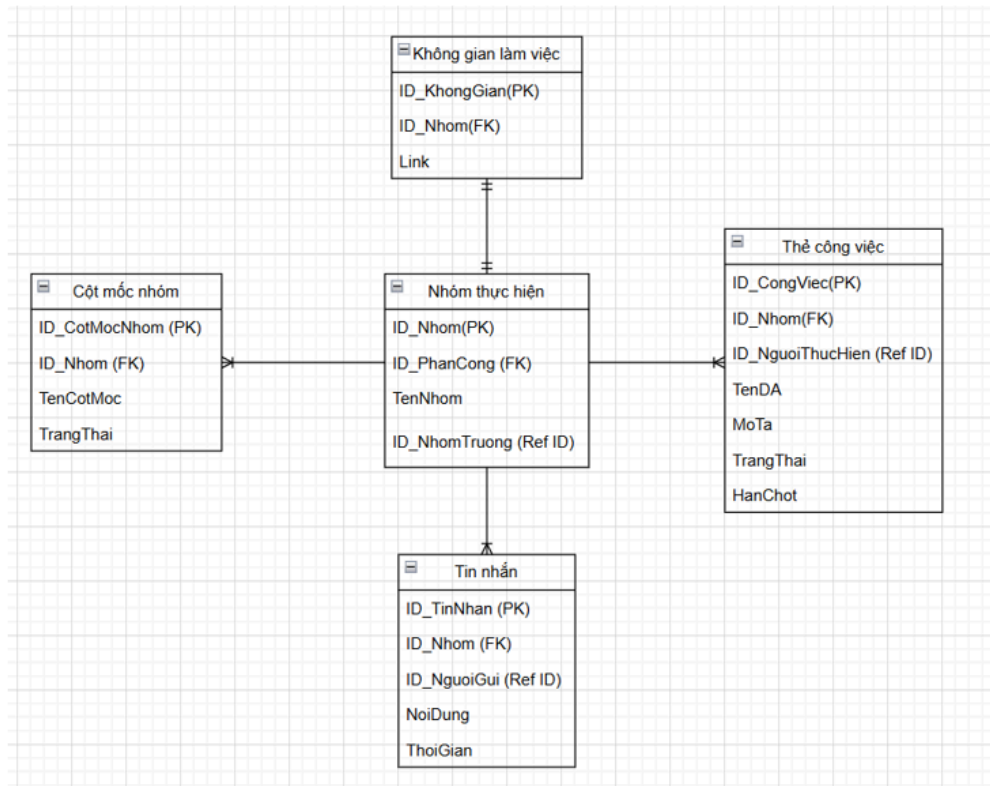 Không gian làm việc
ID_KhongGian(PK)
ID_Nhom(FK)
Link
Cột mốc nhóm
ID_CotMocNhom (PK)
ID_Nhom (FK)
TenCotMoc
TrangThai
Nhóm thực hiện
ID_Nhom(PK)
ID_PhanCong (FK)
TenNhom
ID_NhomTruong (Ref ID)
Thẻ công việc
ID_CongViec(PK)
ID_Nhom(FK)
ID_NguoiThucHien (Ref ID)
TenDA
MoTa
TrangThai
HanChot
Tin nhắn
ID_TinNhan (PK)
ID_Nhom (FK)
ID_NguoiGui (Ref ID)
NoiDung
ThoiGian